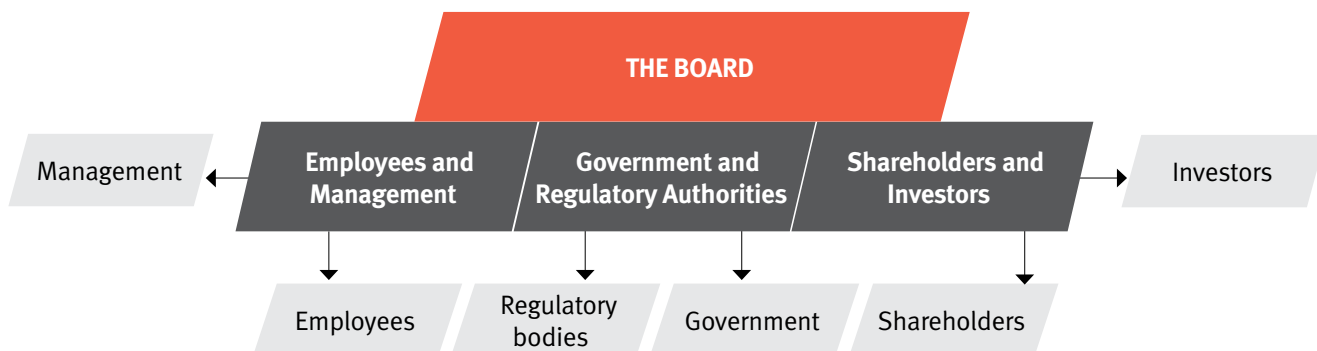 THE BOARD
Management
Employees and
Management
Government and
Regulatory Authorities
Shareholders and
Investors
Investors
Employees
Regulatory
bodies
Government
Shareholders